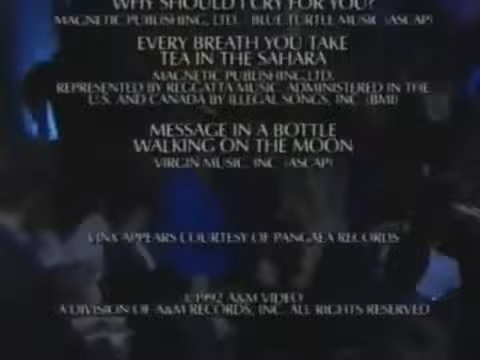 WHY SHOULD I CRY FOR YOU?
MAGNETIC PUBLISHING, LTD. BLUE TURTLE MUSIC (ASCAP)
EVERY BREATH YOU TAKE
TEA IN THE SAHARA
MAGNETIC PUBLISHING, LTD.
REPRESENTED BY REGGATTA MUSIC, ADMINISTERED IN THE
U.S. AND CANADA BY ILLEGAL SONGS, INC. (BMI)
MESSAGE IN A BOTTLE
WALKING ON THE MOON
VIRGIN MUSIC, INC. (ASCAP)
VINX APPEARS COURTESY OF PANGAEA RECORDS
©1992 A&M VIDEO
A DIVISION OF A&M RECORDS, INC. ALL RIGHTS RESERVED